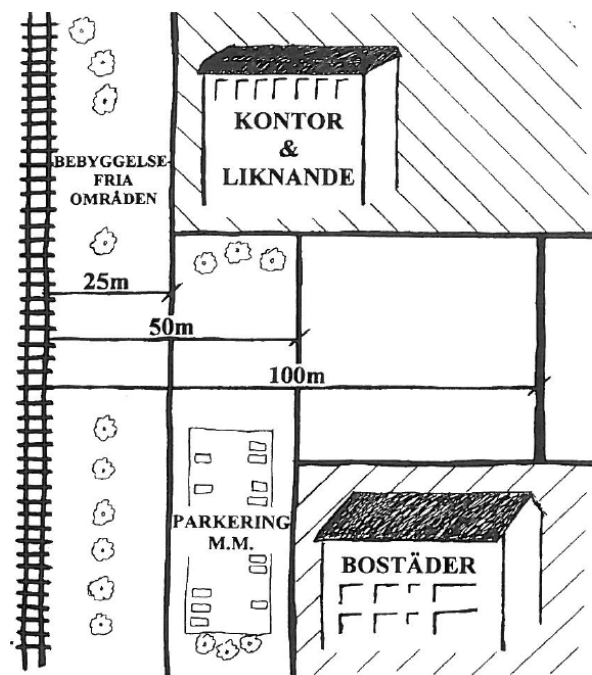 KONTOR
&
LIKNANDE
BEBYGGELSE-
FRIA
OMRÅDEN
25m
50m
100m
PARKERING
M.M.
BOSTÄDER